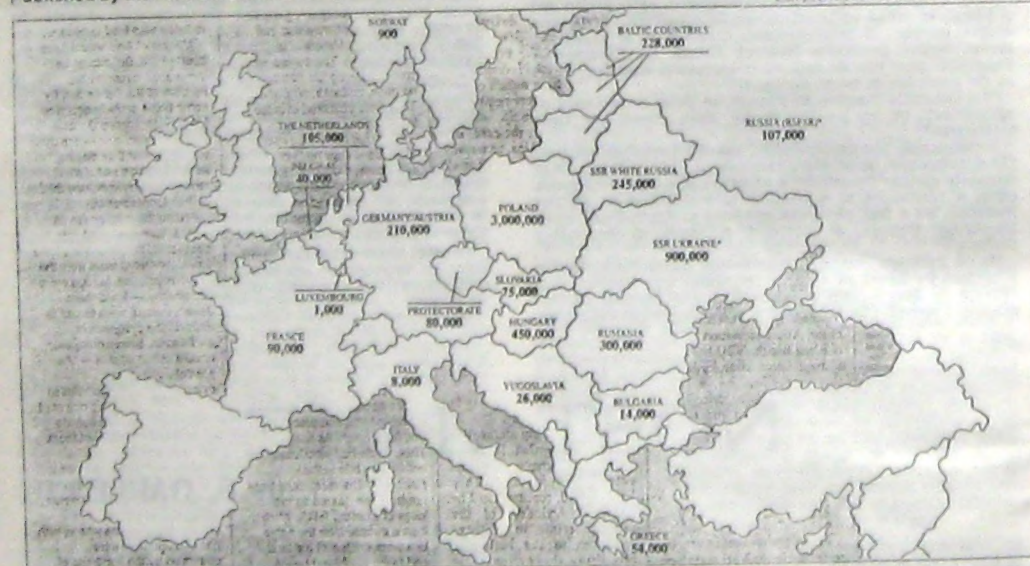 NORWAY
900
BALTIC COUNTRIES
228,000
THE NETHERLANDS
105,000
RUSSIA (RSFSR)*
107,000
BELGIUM
40,000
SSR WHITE RUSSIA
245,000
POLAND
3,000,000
GERMANY/AUSTRIA
210,000
SSR UKRAINE*
900,000
SLOVAKIA
75,000
LUXEMBOURG
1,000
PROTECTORATE
80,000
HUNGARY
450,000
RUMANIA
300,000
FRANCE
90,000
ITALY
8,000
YUGOSLAVIA
26,000
BULGARIA
14,000
GREECE
54,000